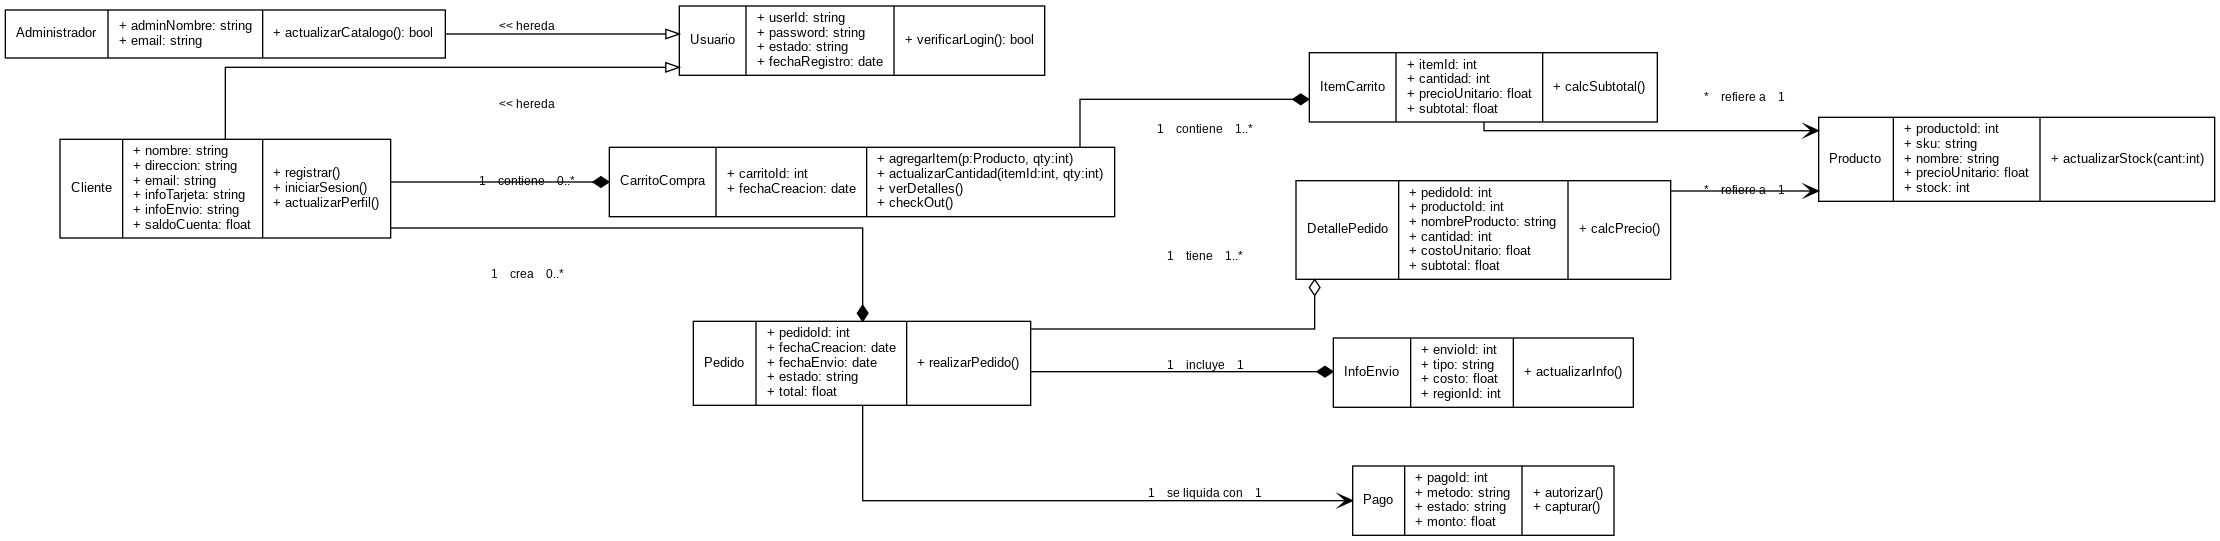 Administrador
+ adminNombre: string
+ email: string
+ actualizarCatalogo(): bool
<< hereda
Usuario
+ userId: string
+ password: string
+ estado: string
+ fechaRegistro: date
+ verificarLogin(): bool
<< hereda
Cliente
+ nombre: string
+ direccion: string
+ email: string
+ infoTarjeta: string
+ infoEnvio: string
+ saldoCuenta: float
+ registrar()
+ iniciarSesion()
+ actualizarPerfil()
1 contiene 0..*
CarritoCompra
+ carritoId: int
+ fechaCreacion: date
+ agregarItem(p:Producto, qty:int)
+ actualizarCantidad(itemId:int, qty:int)
+ verDetalles()
+ checkOut()
1 contiene 1..*
ItemCarrito
+ itemId: int
+ cantidad: int
+ precioUnitario: float
+ subtotal: float
+ calcSubtotal()
* refiere a 1
Producto
+ productoId: int
+ sku: string
+ nombre: string
+ precioUnitario: float
+ stock: int
+ actualizarStock(cant:int)
DetallePedido
+ pedidoId: int
+ productoId: int
+ nombreProducto: string
+ cantidad: int
+ costoUnitario: float
+ subtotal: float
+ calcPrecio()
* refiere a 1
1 tiene 1..*
1 crea 0..*
Pedido
+ pedidoId: int
+ fechaCreacion: date
+ fechaEnvio: date
+ estado: string
+ total: float
+ realizarPedido()
1 incluye 1
InfoEnvio
+ envioId: int
+ tipo: string
+ costo: float
+ regionId: int
+ actualizarInfo()
1 se liquida con 1
Pago
+ pagoId: int
+ metodo: string
+ estado: string
+ monto: float
+ autorizar()
+ capturar()